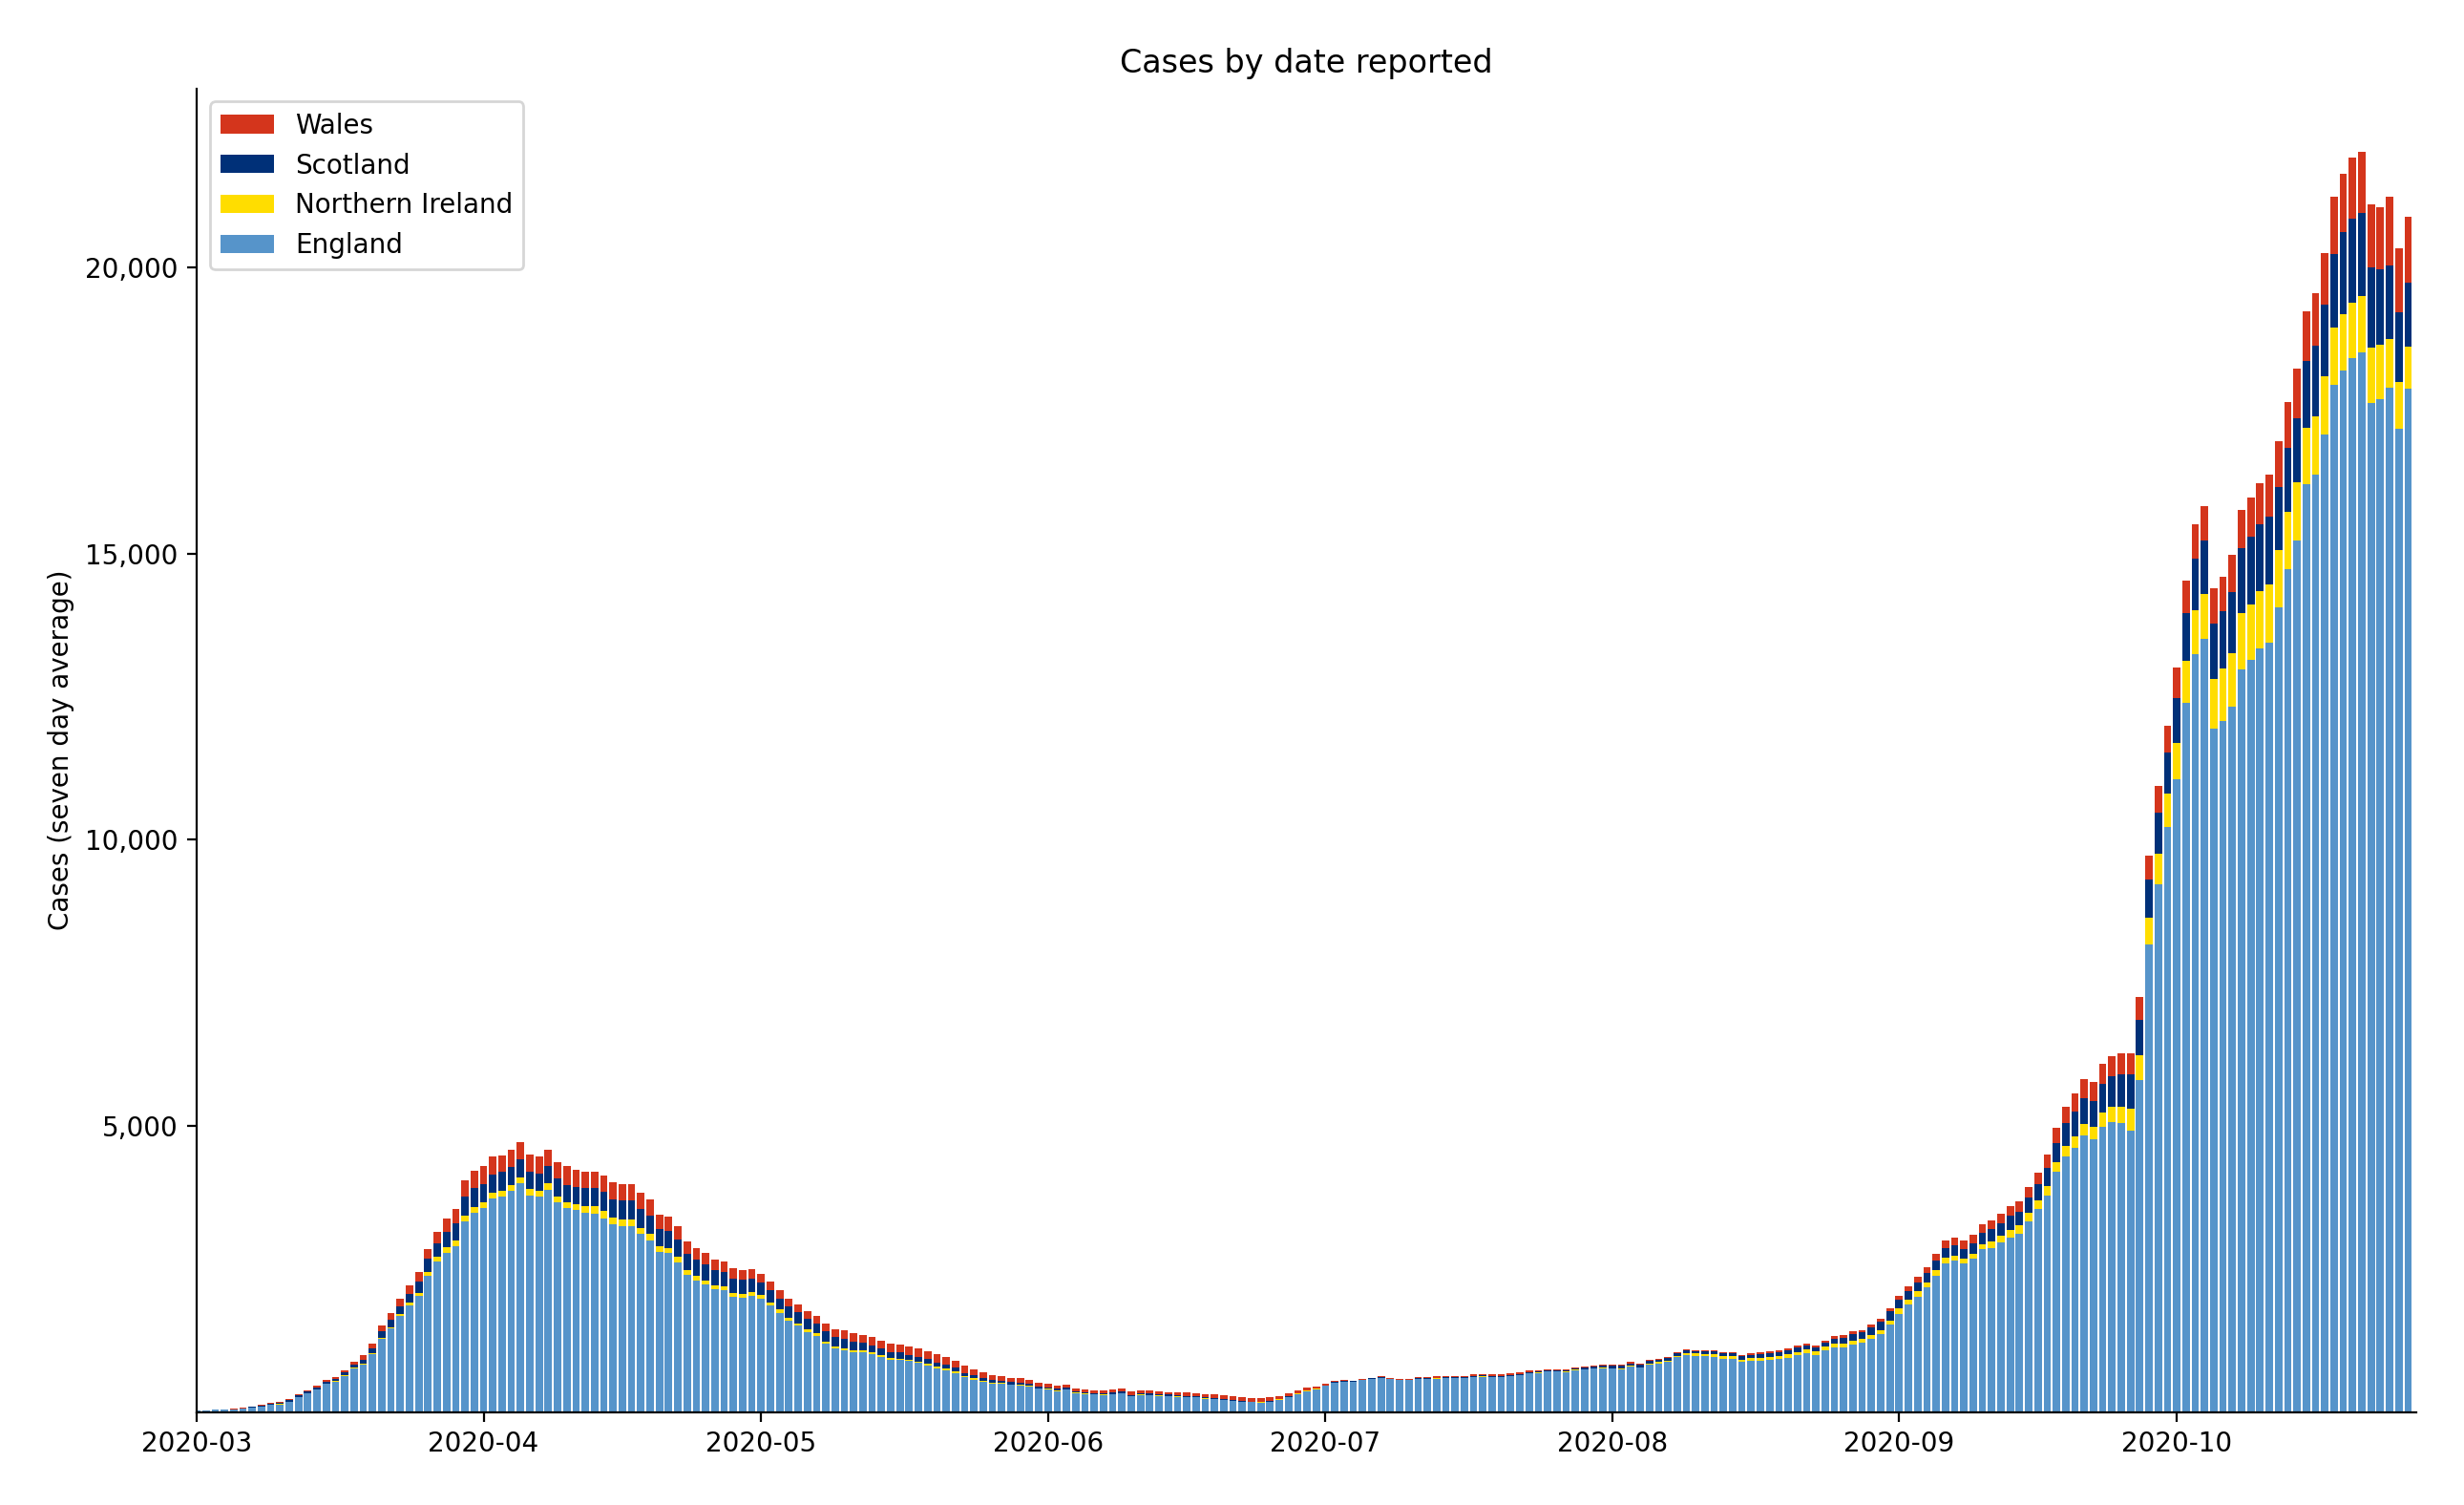 Cases by date reported
Wales
Scotland
Northern Ireland
England
Cases (seven day average)
20,000
15,000
10,000
5,000
2020-03
2020-04
2020-05
2020-06
2020-07
2020-08
2020-09
2020-10